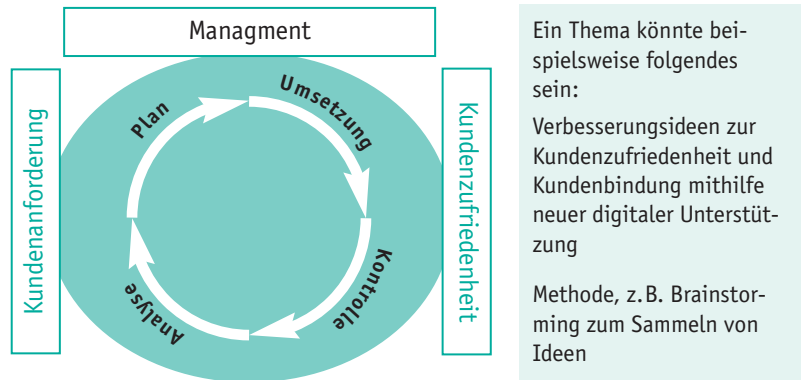 Managment
Kundenanforderung
Plan
Umsetzung
Kontrolle
Analyse
Kundenzufriedenheit
Ein Thema könnte bei-
spielsweise folgendes
sein:
Verbesserungsideen zur
Kundenzufriedenheit und
Kundenbindung mithilfe
neuer digitaler Unterstüt-
zung
Methode, z. B. Brainstor-
ming zum Sammeln von
Ideen